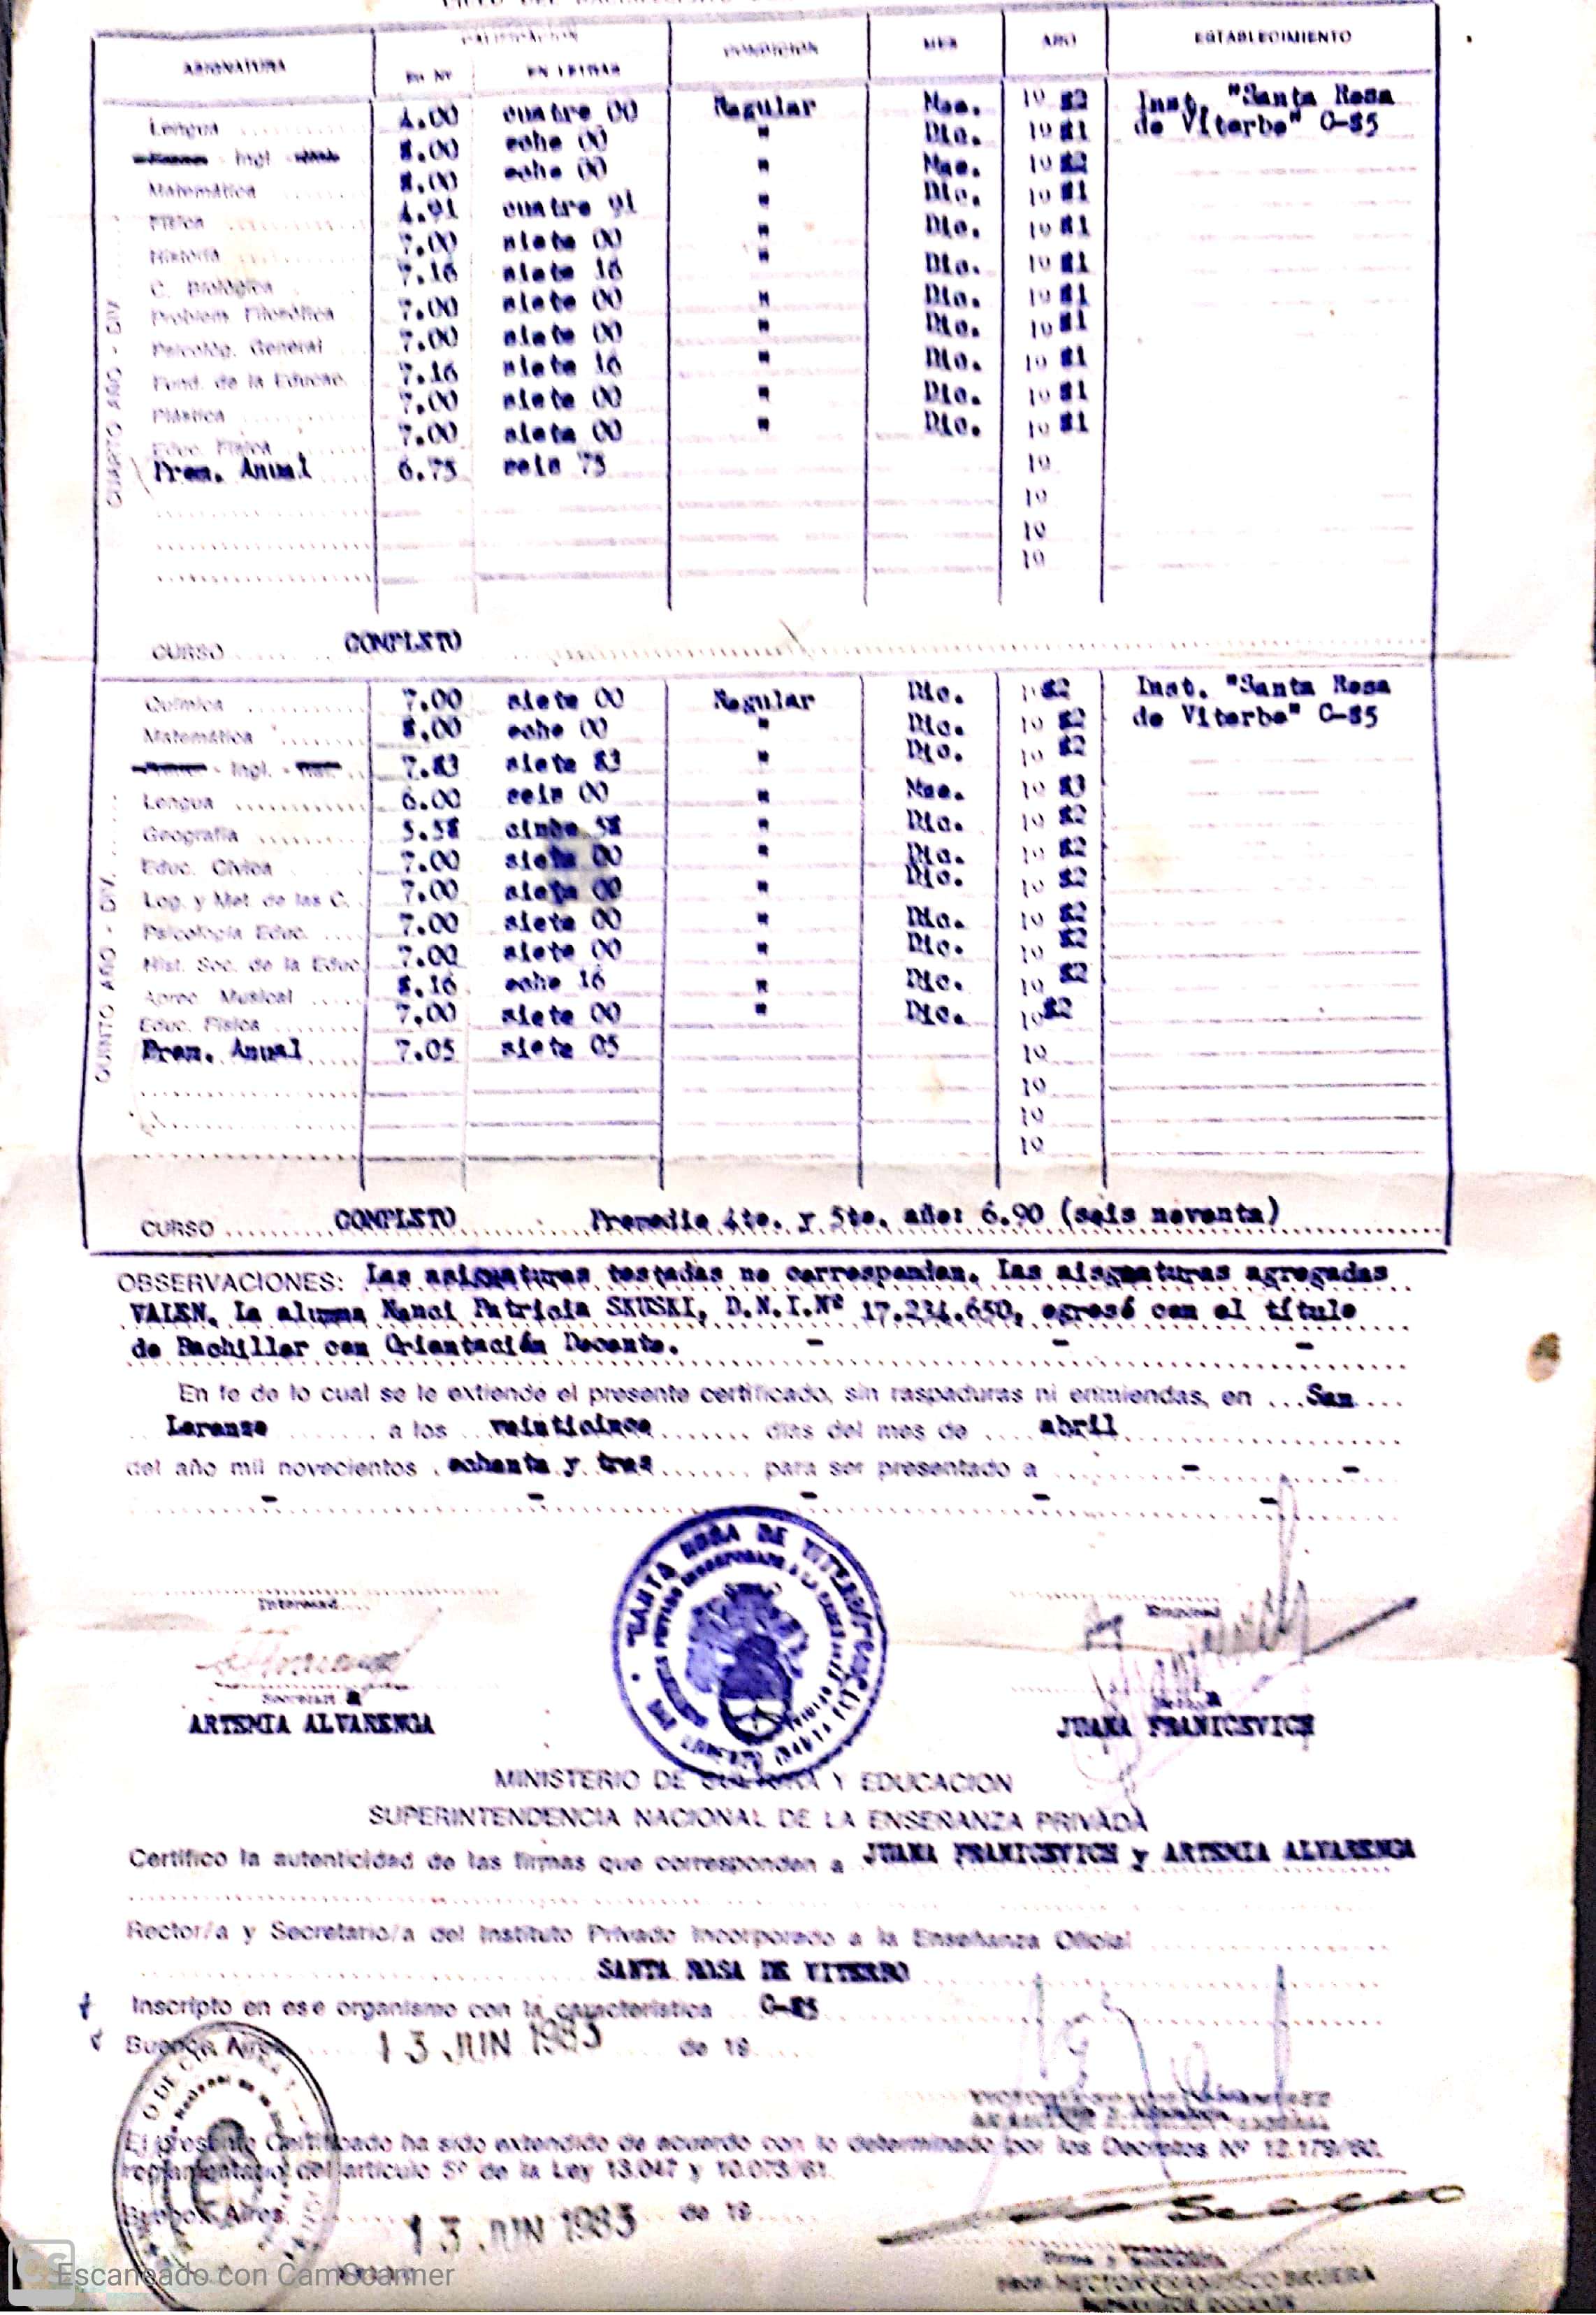 ASIGNATURA CALIFICACION CONDICION MES AÑO ESTABLECIMIENTO
En Nº EN LETRAS
CUARTO AÑO - DIV.
Lengua 4.00 cuatro 00 Regular Mae. 19 82 Inst. "Santa Rosa
Ingl. 8.00 ocho 00 " Dic. 19 81 de Viterbo" C-85
Matemática 8.00 ocho 00 " Mae. 19 82
Física 4.91 cuatro 91 " Dic. 19 81
Historia 7.00 siete 00 " Dic. 19 81
C. Biológica 7.16 siete 16 " Dic. 19 81
Problem. Filosófica 7.00 siete 00 " Dic. 19 81
Psicológ. General 7.00 siete 00 " Dic. 19 81
Fund. de la Educac. 7.16 siete 16 " Dic. 19 81
Plástica 7.00 siete 00 " Dic. 19 81
Educ. Física 7.00 siete 00 " Dic. 19 81
Prom. Anual 6.75 seis 75 19
19
19
19
CURSO COMPLETO
QUINTO AÑO - DIV.
Química 7.00 siete 00 Regular Dic. 19 82 Inst. "Santa Rosa
Matemática 8.00 ocho 00 " Dic. 19 82 de Viterbo" C-85
Ingl. 7.83 siete 83 " Dic. 19 82
Lengua 6.00 seis 00 " Mae. 19 83
Geografía 5.58 cinco 58 " Dic. 19 82
Educ. Cívica 7.00 siete 00 " Dic. 19 82
Log. y Met. de las C. 7.00 siete 00 " Dic. 19 82
Psicología Educ. 7.00 siete 00 " Dic. 19 82
Hist. Soc. de la Educ. 7.00 siete 00 " Dic. 19 82
Aprec. Musical 8.16 ocho 16 " Dic. 19 82
Educ. Física 7.00 siete 00 " Dic. 19 82
Prom. Anual 7.05 siete 05 19
19
19
19
CURSO COMPLETO Promedio 4to. y 5to. año: 6.90 (seis noventa)
OBSERVACIONES: Las asignaturas testadas no corresponden. Las aisgnaturas agregadas
VALEN. La alumna Nanci Patricia SKUSKI, D.N.I.Nº 17.234.650, egresó con el título
de Bachiller con Orientación Docente. - - -
En fe de lo cual se le extiende el presente certificado, sin raspaduras ni enmiendas, en San
Lorenzo a los veinticinco días del mes de abril
del año mil novecientos ochenta y tres para ser presentado a - -
- - - - -
Interesad
Secretari a
ARTEMIA ALVARENGA
JUANA FRANICEVICH
SANTA ROSA DE VITERBO
MINISTERIO DE CULTURA Y EDUCACION
SUPERINTENDENCIA NACIONAL DE LA ENSEÑANZA PRIVADA
Certifico la autenticidad de las firmas que corresponden a JUANA FRANICEVICH y ARTEMIA ALVARENGA
Rector/a y Secretario/a del Instituto Privado Incorporado a la Enseñanza Oficial
SANTA ROSA DE VITERBO
Inscripto en ese organismo con la característica C-85
Buenos Aires 13 JUN 1983 de 19
El presente Certificado ha sido extendido de acuerdo con lo determinado por los Decretos Nº 12.179/60.
reglamentario del artículo 5º de la Ley 13.047 y 10.073/61.
Buenos Aires, 13 JUN 1983 de 19
PROF. HECTOR FRANCISCO BRUERA
CS Escaneado con CamScanner